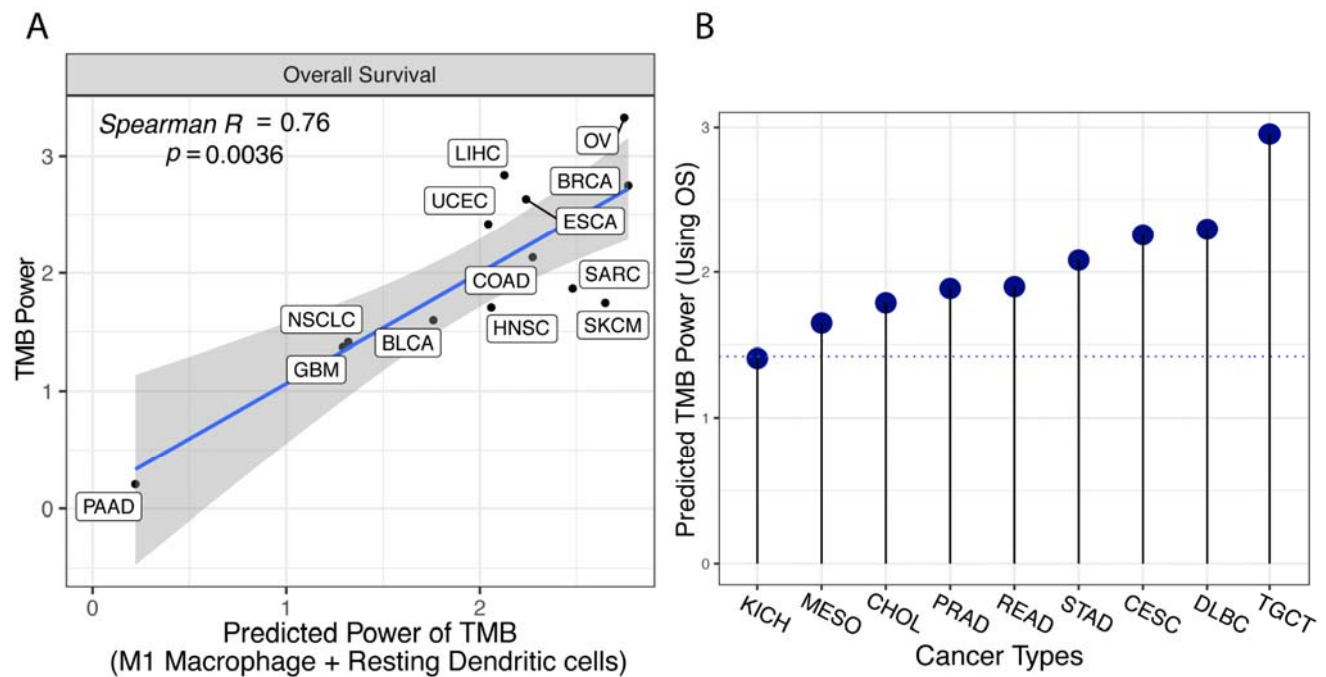 A
Overall Survival
Spearman R = 0.76
p = 0.0036
OV
LIHC
BRCA
UCEC
ESCA
COAD
SARC
NSCLC
HNSC
SKCM
BLCA
GBM
PAAD
3
2
1
0
TMB Power
0 1 2
Predicted Power of TMB
(M1 Macrophage + Resting Dendritic cells)
B
3
2
1
0
Predicted TMB Power (Using OS)
KICH MESO CHOL PRAD READ STAD CESC DLBC TGCT
Cancer Types